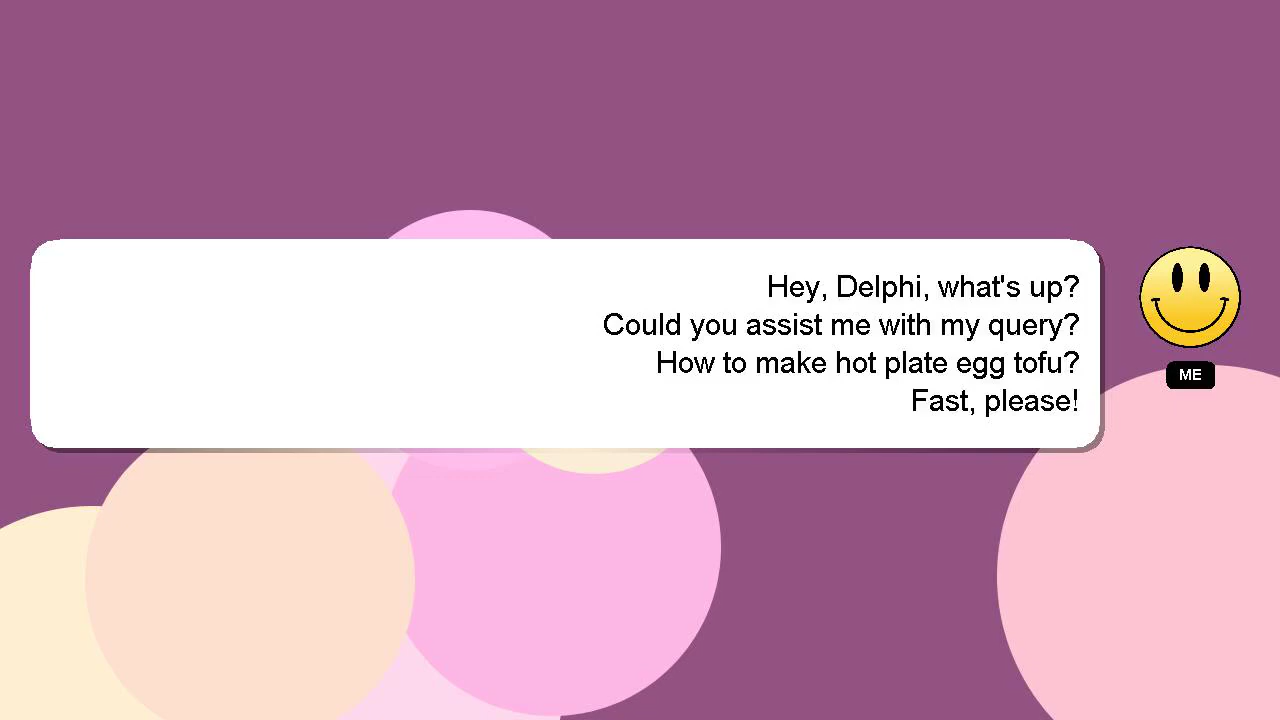 Hey, Delphi, what's up?
Could you assist me with my query?
How to make hot plate egg tofu?
Fast, please!
ME